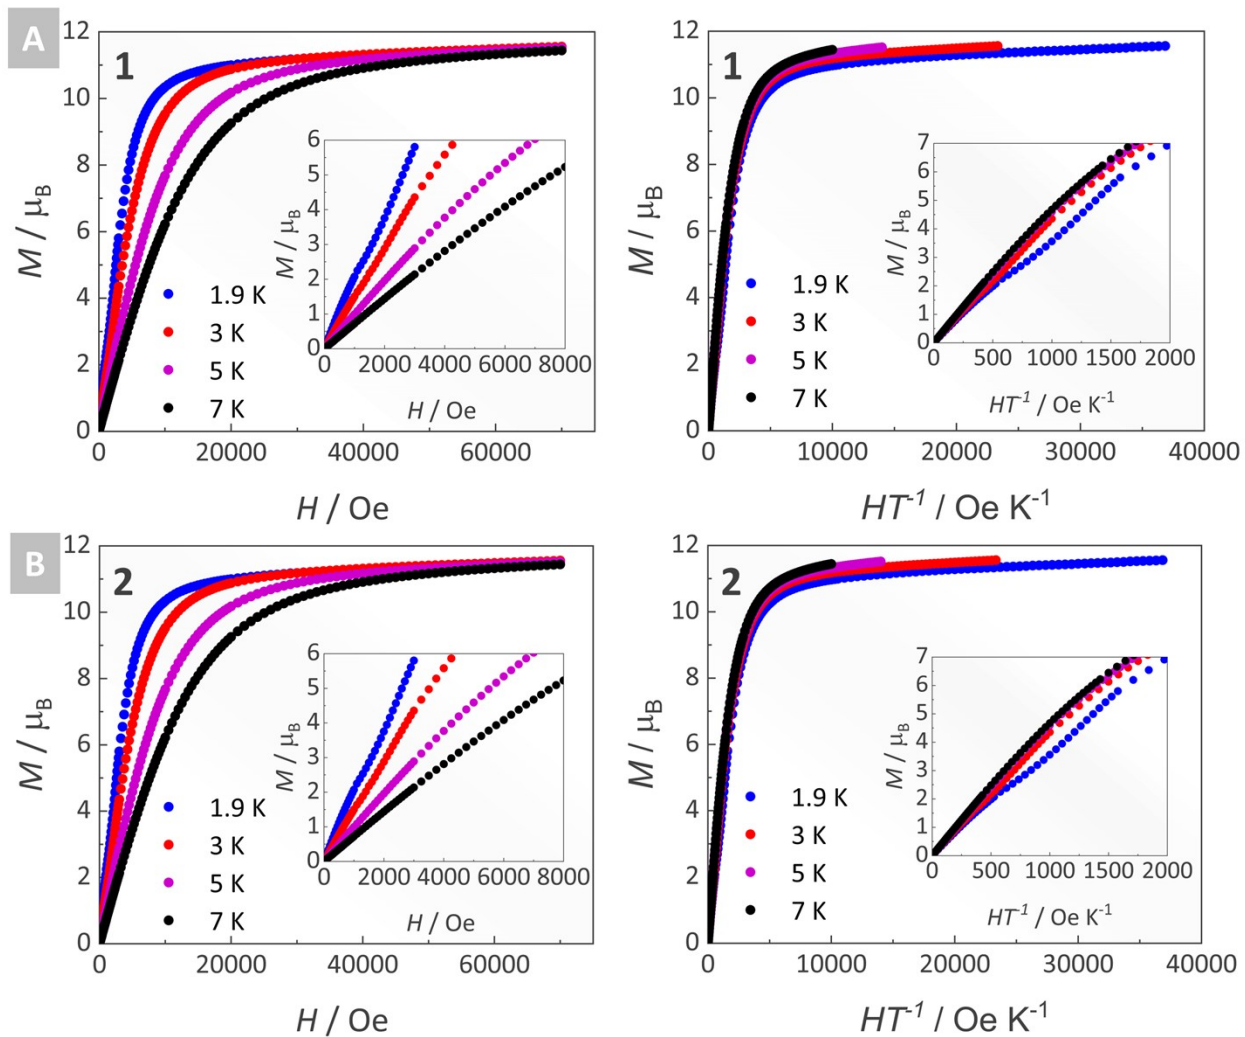 A
1
M / μB
12
10
8
6
4
2
0
0 20000 40000 60000
H / Oe
1.9 K
3 K
5 K
7 K
M / μB
6
5
4
3
2
1
0
0 2000 4000 6000 8000
H / Oe
1
M / μB
12
10
8
6
4
2
0
0 10000 20000 30000 40000
HT⁻¹ / Oe K⁻¹
1.9 K
3 K
5 K
7 K
M / μB
7
6
5
4
3
2
1
0
0 500 1000 1500 2000
HT⁻¹ / Oe K⁻¹
B
2
M / μB
12
10
8
6
4
2
0
0 20000 40000 60000
H / Oe
1.9 K
3 K
5 K
7 K
M / μB
6
5
4
3
2
1
0
0 2000 4000 6000 8000
H / Oe
2
M / μB
12
10
8
6
4
2
0
0 10000 20000 30000 40000
HT⁻¹ / Oe K⁻¹
1.9 K
3 K
5 K
7 K
M / μB
7
6
5
4
3
2
1
0
0 500 1000 1500 2000
HT⁻¹ / Oe K⁻¹